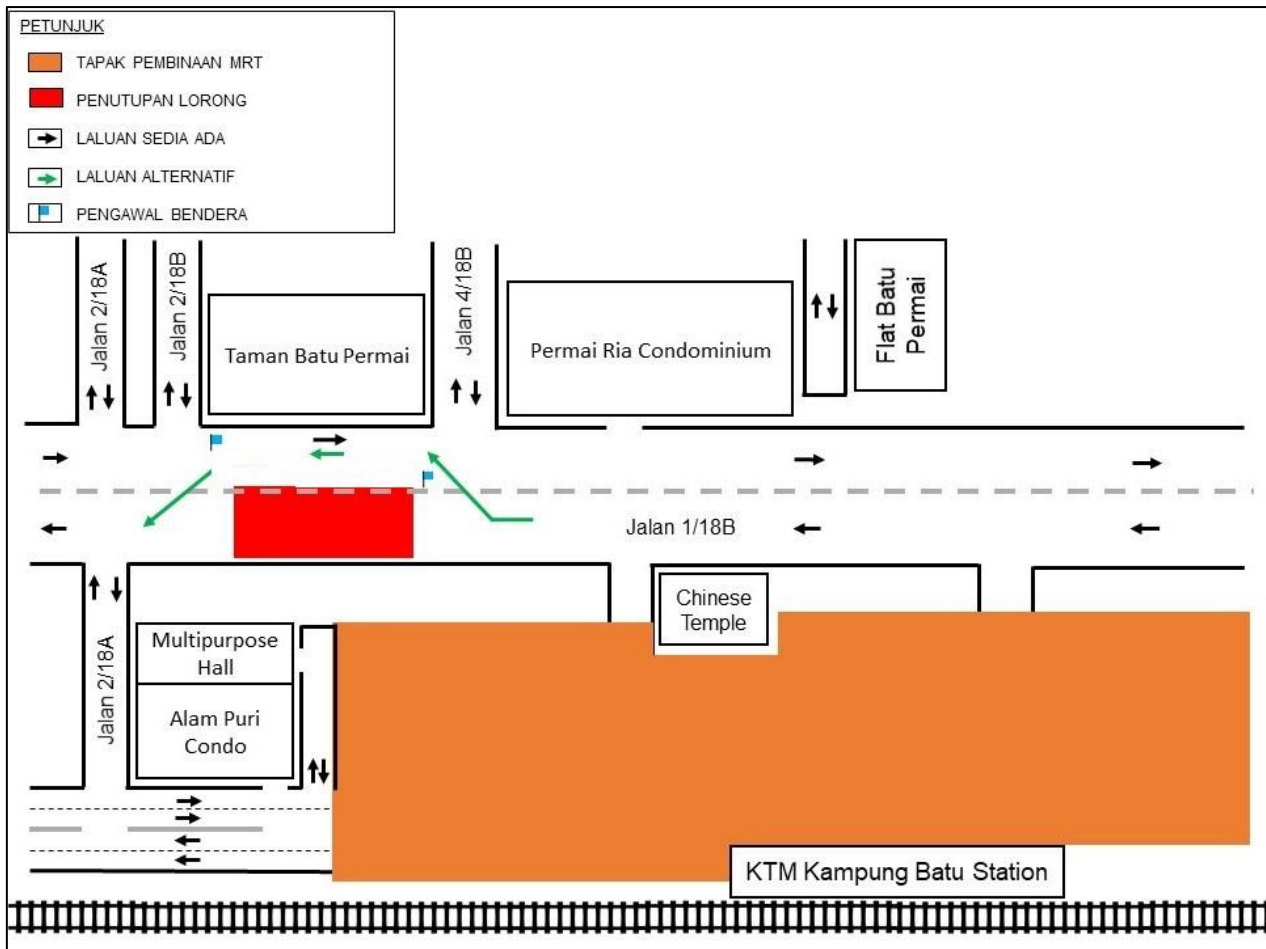 PETUNJUK
TAPAK PEMBINAAN MRT
PENUTUPAN LORONG
LALUAN SEDIA ADA
LALUAN ALTERNATIF
PENGAWAL BENDERA
Jalan 2/18A
Jalan 2/18B
Taman Batu Permai
Jalan 4/18B
Permai Ria Condominium
Flat Batu
Permai
Jalan 1/18B
Jalan 2/18A
Multipurpose
Hall
Alam Puri
Condo
Chinese
Temple
KTM Kampung Batu Station